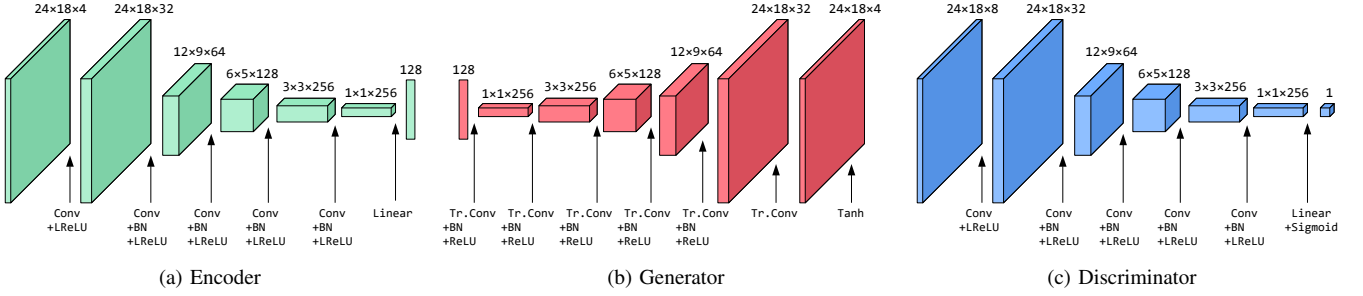 24×18×4
24×18×32
12×9×64
6×5×128
3×3×256
1×1×256
128
Conv
+LReLU
Conv
+BN
+LReLU
Conv
+BN
+LReLU
Conv
+BN
+LReLU
Conv
+BN
+LReLU
Linear
(a) Encoder
128
1×1×256
3×3×256
6×5×128
12×9×64
24×18×32
24×18×4
Tr.Conv
+BN
+ReLU
Tr.Conv
+BN
+ReLu
Tr.Conv
+BN
+ReLu
Tr.Conv
+BN
+ReLu
Tr.Conv
+BN
+ReLU
Tr.Conv
Tanh
(b) Generator
24×18×8
24×18×32
12×9×64
6×5×128
3×3×256
1×1×256
1
Conv
+LReLU
Conv
+BN
+LReLU
Conv
+BN
+LReLU
Conv
+BN
+LReLU
Conv
+BN
+LReLU
Linear
+Sigmoid
(c) Discriminator